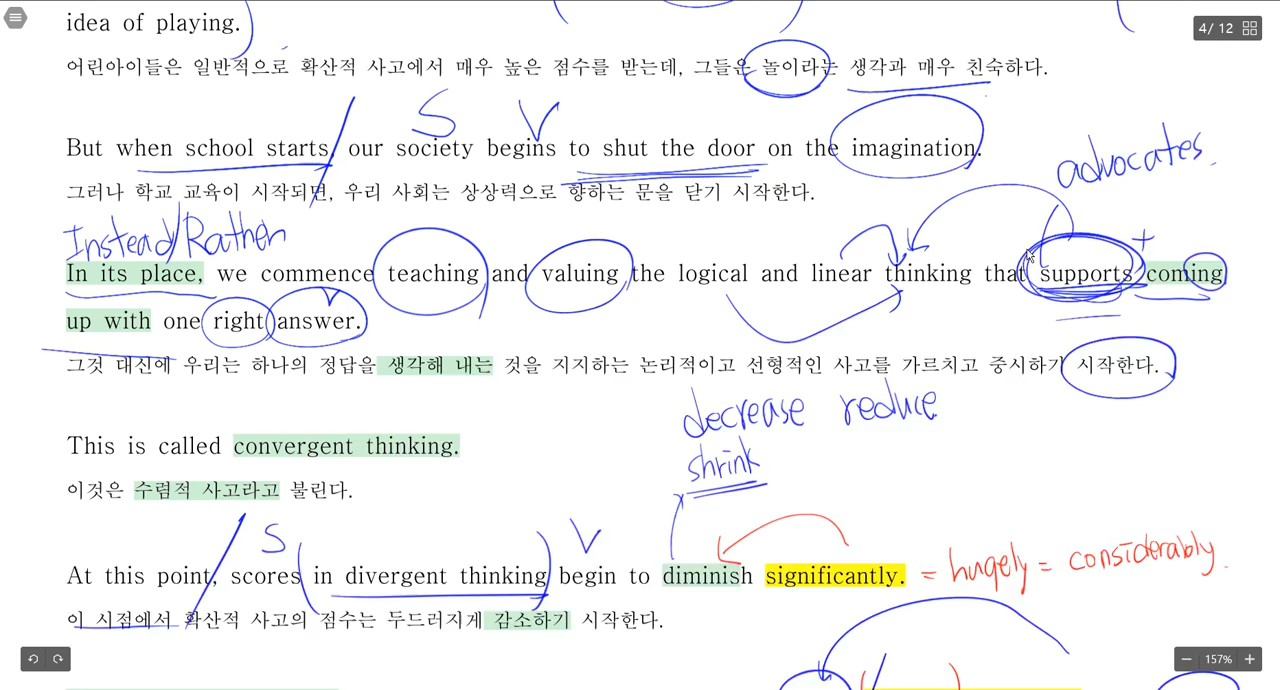 idea of playing.
4/ 12
어린아이들은 일반적으로 확산적 사고에서 매우 높은 점수를 받는데, 그들은 놀이라는 생각과 매우 친숙하다.
S V
But when school starts, our society begins to shut the door on the imagination.
advocates.
그러나 학교 교육이 시작되면, 우리 사회는 상상력으로 향하는 문을 닫기 시작한다.
Instead/Rather
In its place, we commence teaching and valuing the logical and linear thinking that supports coming
up with one right answer.
그것 대신에 우리는 하나의 정답을 생각해 내는 것을 지지하는 논리적이고 선형적인 사고를 가르치고 중시하기 시작한다.
decrease reduce
This is called convergent thinking.
shrink
이것은 수렴적 사고라고 불린다.
S V
At this point, scores in divergent thinking begin to diminish significantly. = hugely = considerably.
이 시점에서 확산적 사고의 점수는 두드러지게 감소하기 시작한다.
157%